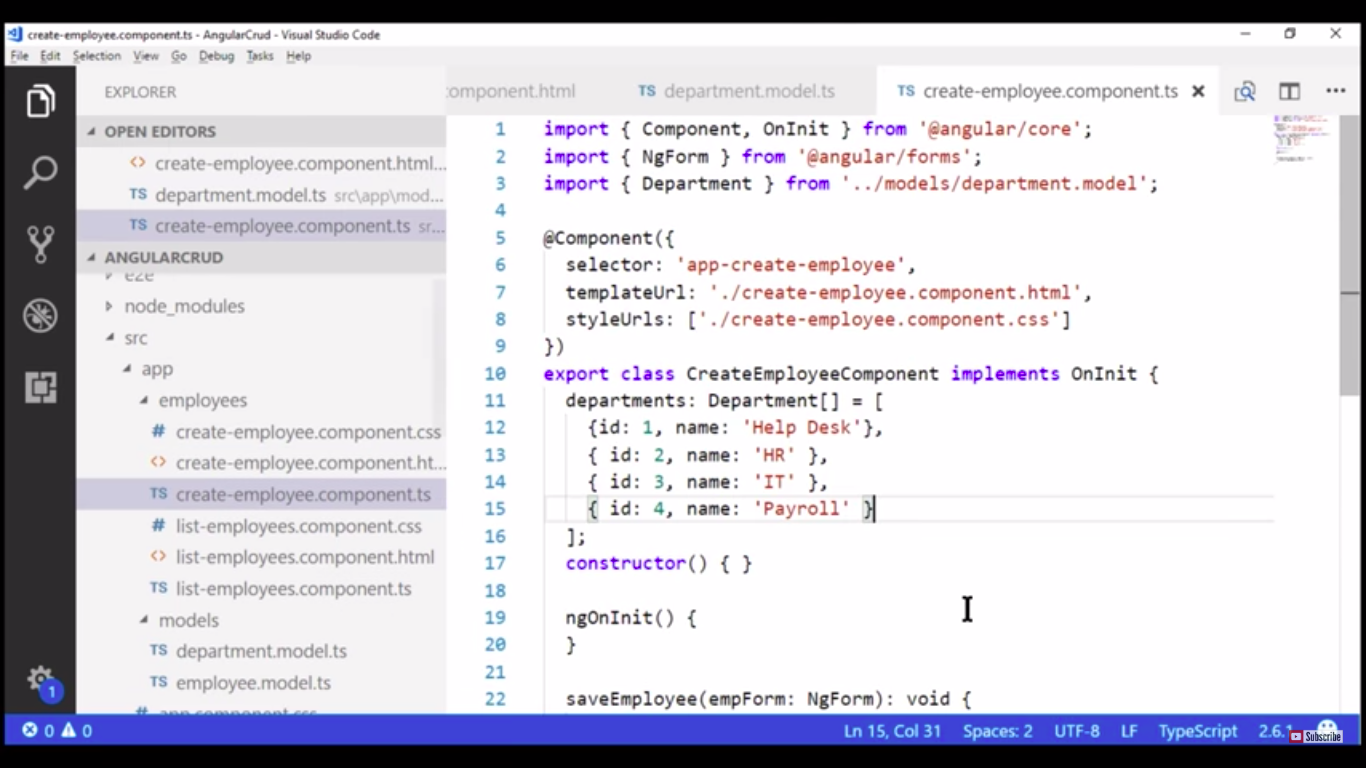 create-employee.component.ts - AngularCrud - Visual Studio Code
File Edit Selection View Go Debug Tasks Help
EXPLORER
OPEN EDITORS
create-employee.component.html...
department.model.ts src\app\mod...
create-employee.component.ts sr...
ANGULARCRUD
e2e
node_modules
src
app
employees
# create-employee.component.css
<> create-employee.component.ht...
TS create-employee.component.ts
# list-employees.component.css
<> list-employees.component.html
TS list-employees.component.ts
models
TS department.model.ts
TS employee.model.ts
# app.component.css
1
component.html TS department.model.ts TS create-employee.component.ts
1 import { Component, OnInit } from '@angular/core';
2 import { NgForm } from '@angular/forms';
3 import { Department } from '../models/department.model';
4
5 @Component({
6 selector: 'app-create-employee',
7 templateUrl: './create-employee.component.html',
8 styleUrls: ['./create-employee.component.css']
9 })
10 export class CreateEmployeeComponent implements OnInit {
11 departments: Department[] = [
12 {id: 1, name: 'Help Desk'},
13 { id: 2, name: 'HR' },
14 { id: 3, name: 'IT' },
15 { id: 4, name: 'Payroll' }
16 ];
17 constructor() { }
18
19 ngOnInit() {
20 }
21
22 saveEmployee(empForm: NgForm): void {
0 0 Ln 15, Col 31 Spaces: 2 UTF-8 LF TypeScript 2.6.
Subscribe